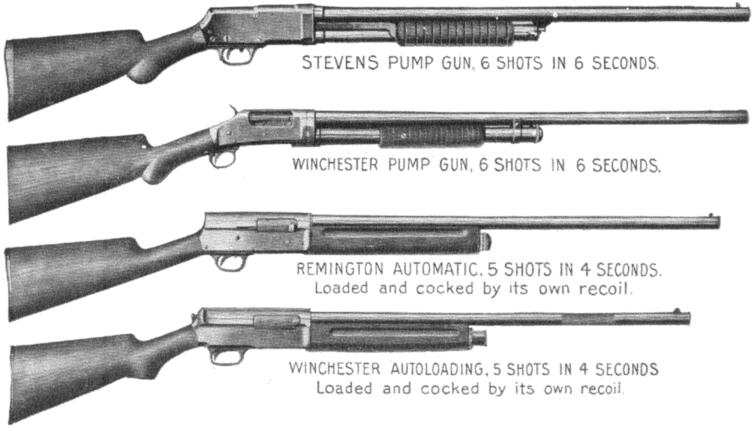 STEVENS PUMP GUN, 6 SHOTS IN 6 SECONDS.
WINCHESTER PUMP GUN, 6 SHOTS IN 6 SECONDS.
REMINGTON AUTOMATIC, 5 SHOTS IN 4 SECONDS.
Loaded and cocked by its own recoil.
WINCHESTER AUTOLOADING, 5 SHOTS IN 4 SECONDS
Loaded and cocked by its own recoil.